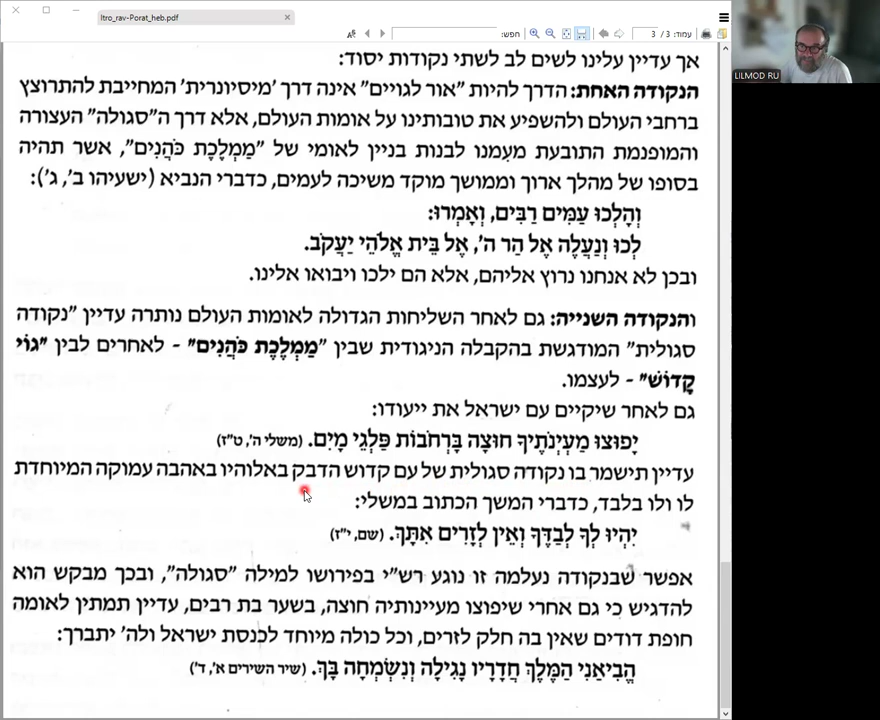 Itro_rav-Porat_heb.pdf
עמוד: 3 / 3
חפש:
LILMOD RU
אך עדיין עלינו לשים לב לשתי נקודות יסוד:
הנקודה האחת: הדרך להיות "אור לגויים" אינה דרך 'מיסיונרית' המחייבת להתרוצץ
ברחבי העולם ולהשפיע את טובותינו על אומות העולם, אלא דרך ה"סגולה" העצורה
והמופנמת התובעת מעִמנו לבנות בניין לאומי של "מַמְלֶכֶת כֹּהֲנִים", אשר תהיה
בסופו של מהלך ארוך וממושך מוקד משיכה לעמים, כדברי הנביא (ישעיהו ב', ג'):
וְהָלְכוּ עַמִּים רַבִּים, וְאָמְרוּ:
לְכוּ וְנַעֲלֶה אֶל הַר ה', אֶל בֵּית אֱלֹהֵי יַעֲקֹב.
ובכן לא אנחנו נרוץ אליהם, אלא הם ילכו ויבואו אלינו.
והנקודה השנייה: גם לאחר השליחות הגדולה לאומות העולם נותרה עדיין "נקודה
סגולית" המודגשת בהקבלה הניגודית שבין "מַמְלֶכֶת כֹּהֲנִים" - לאחרים לבין "גוֹי
קָדוֹשׁ" - לעצמו.
גם לאחר שיקיים עם ישראל את ייעודו:
יָפוּצוּ מַעְיְנֹתֶיךָ חוּצָה בָּרְחֹבוֹת פַּלְגֵי מָיִם. (משלי ה', ט"ז)
עדיין תישמר בו נקודה סגולית של עם קדוש הדבק באלוהיו באהבה עמוקה המיוחדת
לו ולו בלבד, כדברי המשך הכתוב במשלי:
יִהְיוּ לְךָ לְבַדֶּךָ וְאֵין לְזָרִים אִתָּךְ. (שם, י"ז)
אפשר שבנקודה נעלמה זו נוגע רש"י בפירושו למילה "סגולה", ובכך מבקש הוא
להדגיש כי גם אחרי שיפוצו מעיינותיה חוצה, בשער בת רבים, עדיין תמתין לאומה
חופת דודים שאין בה חלק לזרים, וכל כולה מיוחד לכנסת ישראל ולה' יתברך:
הֱבִיאַנִי הַמֶּלֶךְ חֲדָרָיו נָגִילָה וְנִשְׂמְחָה בָּךְ. (שיר השירים א', ד')